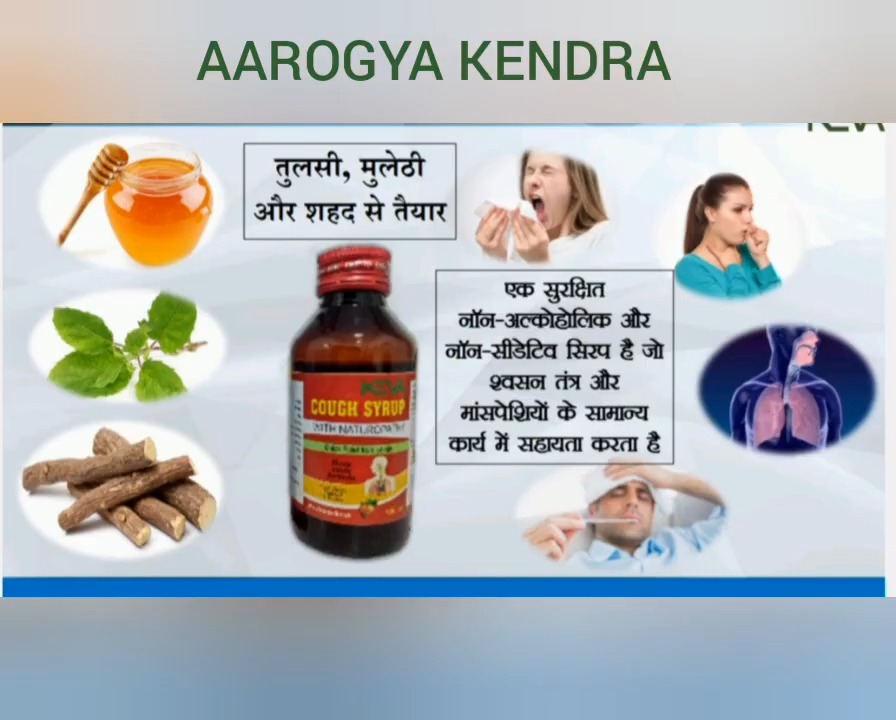 AAROGYA KENDRA
तुलसी, मुलेठी
और शहद से तैयार
एक सुरक्षित
नॉन-अल्कोहोलिक और
नॉन-सीडेटिव सिरप है जो
श्वसन तंत्र और
मांसपेशियों के सामान्य
कार्य में सहायता करता है
KEVA
COUGH SYRUP
WITH NATUROPATHY